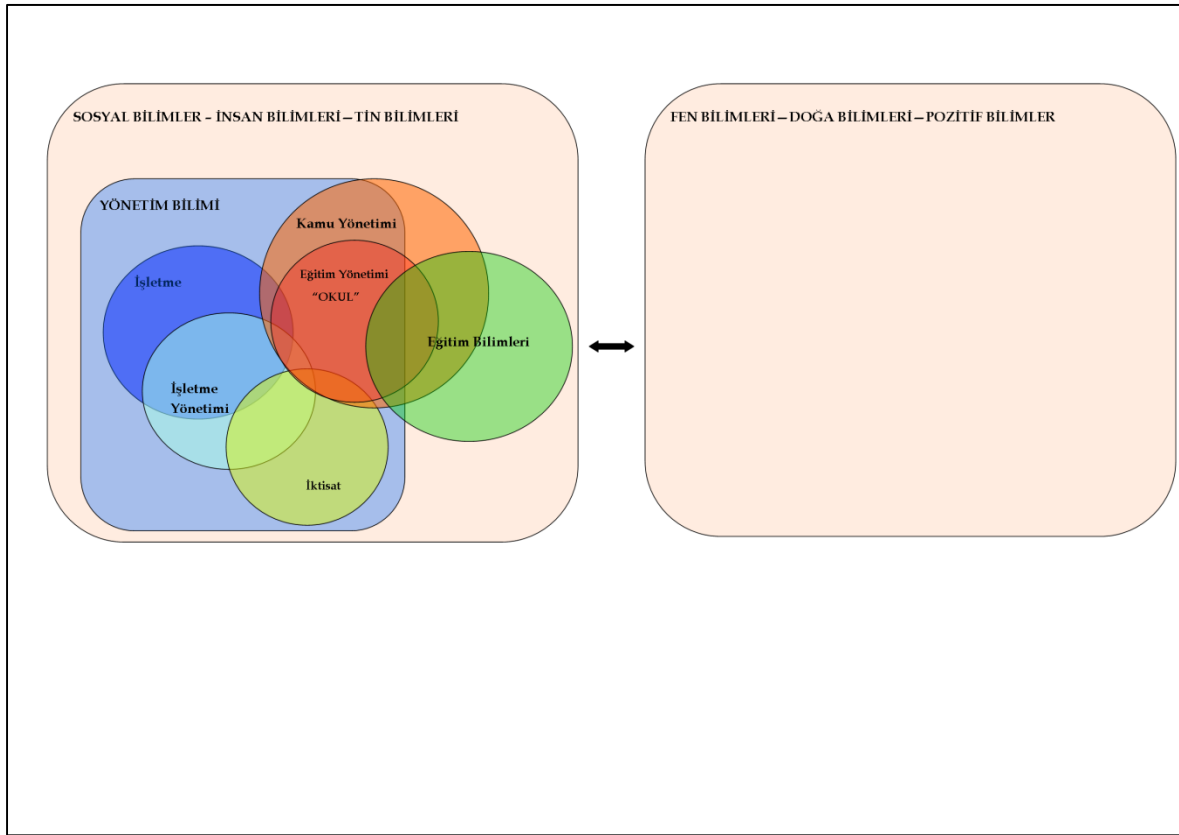 SOSYAL BİLİMLER – İNSAN BİLİMLERİ – TİN BİLİMLERİ
YÖNETİM BİLİMİ
Kamu Yönetimi
İşletme
Eğitim Yönetimi
“OKUL”
Eğitim Bilimleri
İşletme
Yönetimi
İktisat
FEN BİLİMLERİ – DOĞA BİLİMLERİ – POZİTİF BİLİMLER